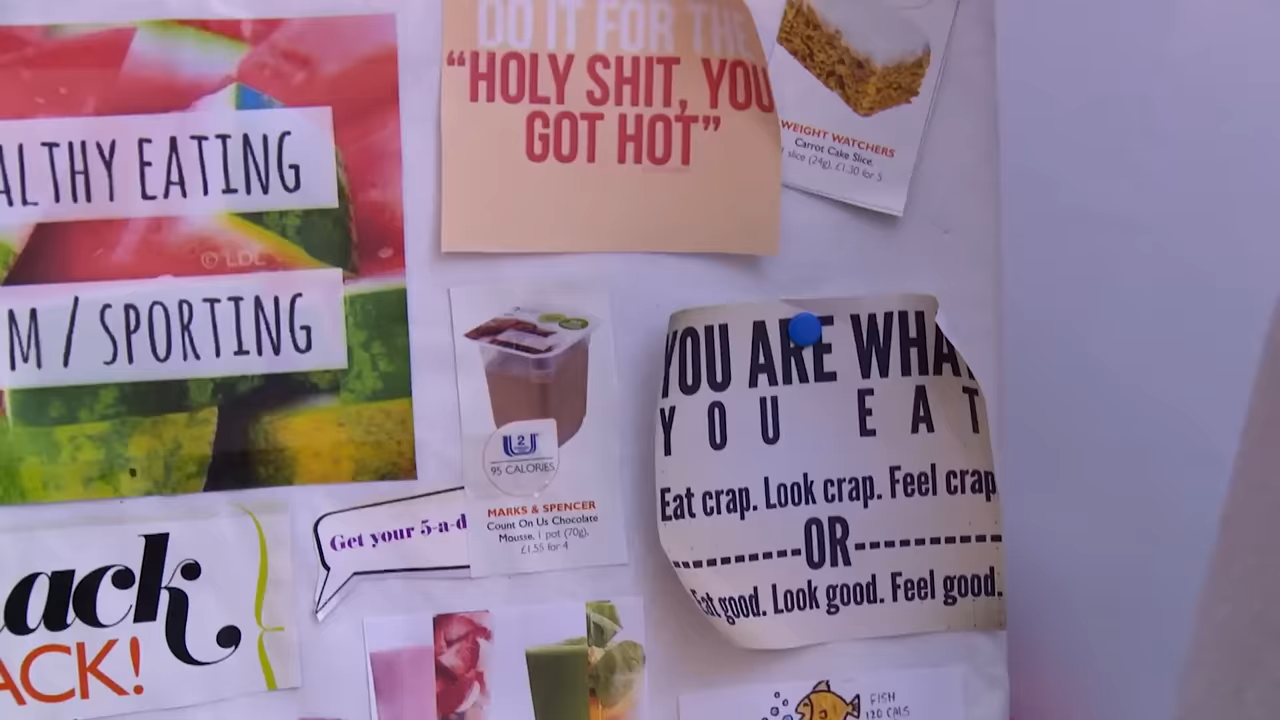 ALTHY EATING
© LDL
M / SPORTING
DO IT FOR THE
“HOLY SHIT, YOU
GOT HOT”
WEIGHT WATCHERS
Carrot Cake Slice,
slice (24g), £1.30 for 5
2
95 CALORIES
MARKS & SPENCER
Count On Us Chocolate
Mousse, 1 pot (70g),
£1.55 for 4
YOU ARE WHA
YOU EAT
Eat crap. Look crap. Feel crap
OR
Eat good. Look good. Feel good.
Get your 5-a-d
ack
ACK!
FISH
120 CALS